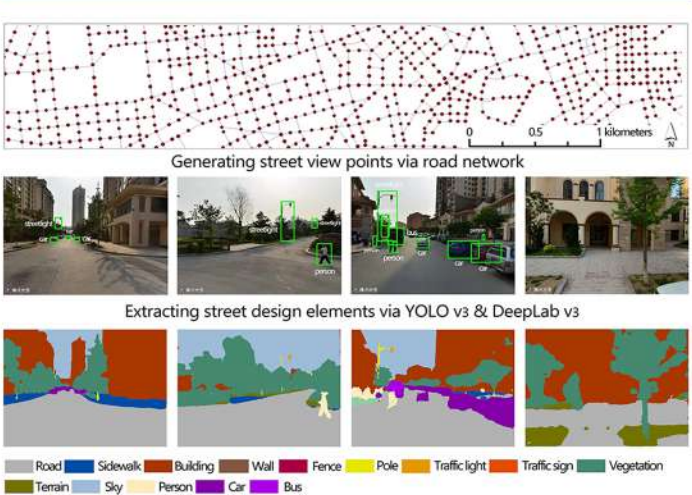 0 0.5 1 kilometers
N
Generating street view points via road network
streetlight
car
car
streetlight
person
bus
person
person
car
car
Extracting street design elements via YOLO v3 & DeepLab v3
Road Sidewalk Building Wall Fence Pole Traffic light Traffic sign Vegetation
Terrain Sky Person Car Bus